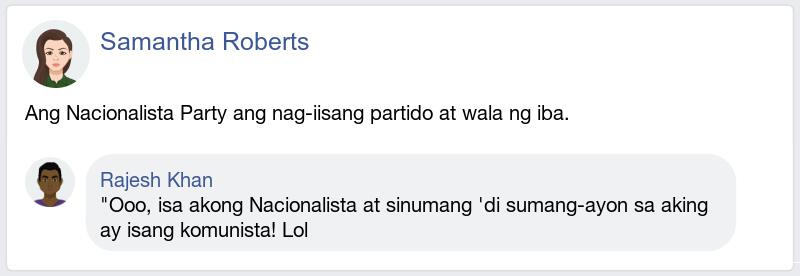 Samantha Roberts
Ang Nacionalista Party ang nag-iisang partido at wala ng iba.
Rajesh Khan
"Ooo, isa akong Nacionalista at sinumang 'di sumang-ayon sa aking
ay isang komunista! Lol